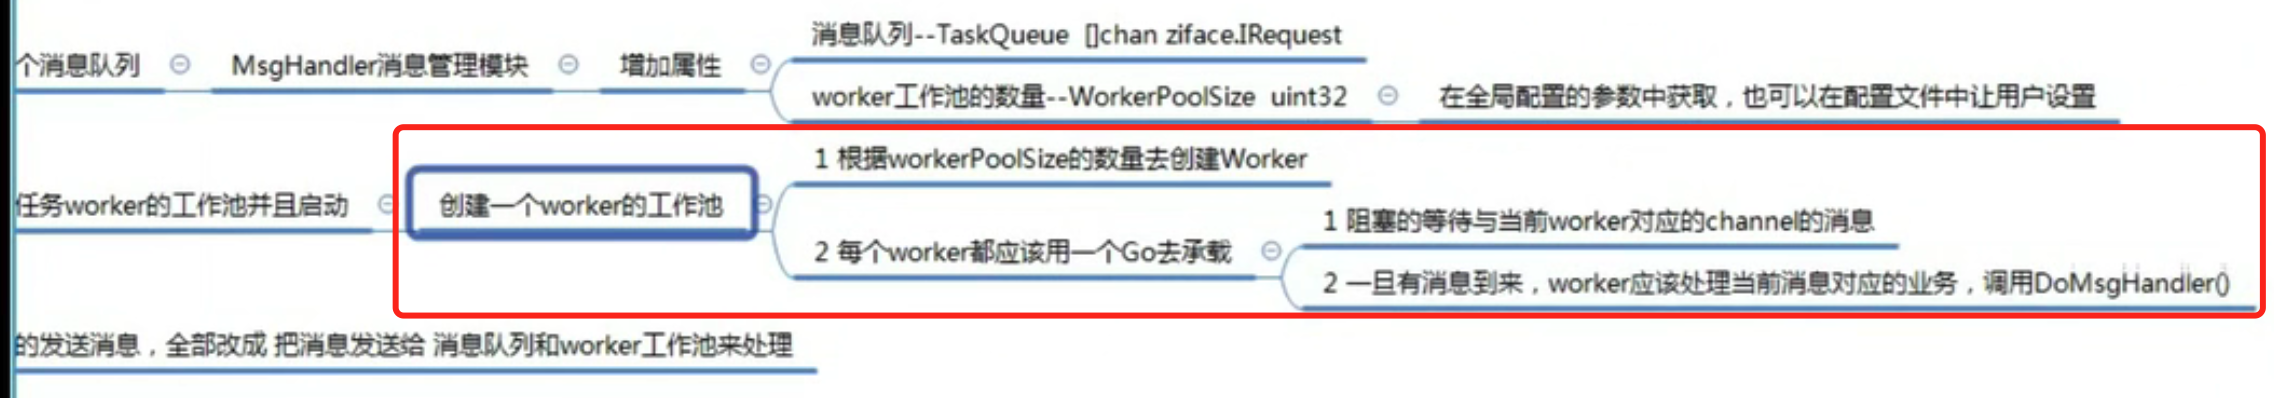 消息队列--TaskQueue []chan ziface.IRequest
个消息队列
MsgHandler消息管理模块
增加属性
worker工作池的数量--WorkerPoolSize uint32
在全局配置的参数中获取，也可以在配置文件中让用户设置
1 根据workerPoolSize的数量去创建Worker
任务worker的工作池并且启动
创建一个worker的工作池
2 每个worker都应该用一个Go去承载
1 阻塞的等待与当前worker对应的channel的消息
2 一旦有消息到来，worker应该处理当前消息对应的业务，调用DoMsgHandler()
的发送消息，全部改成 把消息发送给 消息队列和worker工作池来处理